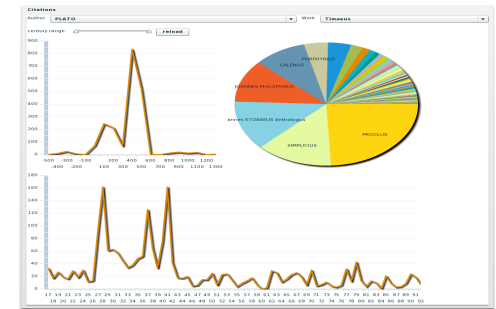 Citations
Author PLATO Work Timaeus
century range: reload
900
800
700
600
500
400
300
200
100
0
-500 -300 -100 200 400 600 800 1000 1200
-400 -200 100 300 500 700 900 1100 1300
PORPHYRIUS
GALENUS
JOANNES PHILOPONUS
annes STOBAEUS Anthologus
SIMPLICIUS
PROCLUS
180
160
140
120
100
80
60
40
20
0
17 19 21 23 25 27 29 31 33 35 37 39 41 43 45 47 49 51 53 55 57 59 61 63 65 67 69 71 73 75 77 79 81 83 85 87 89 91
18 20 22 24 26 28 30 32 34 36 38 40 42 44 46 48 50 52 54 56 58 60 62 64 66 68 70 72 74 76 78 80 82 84 86 88 90 92